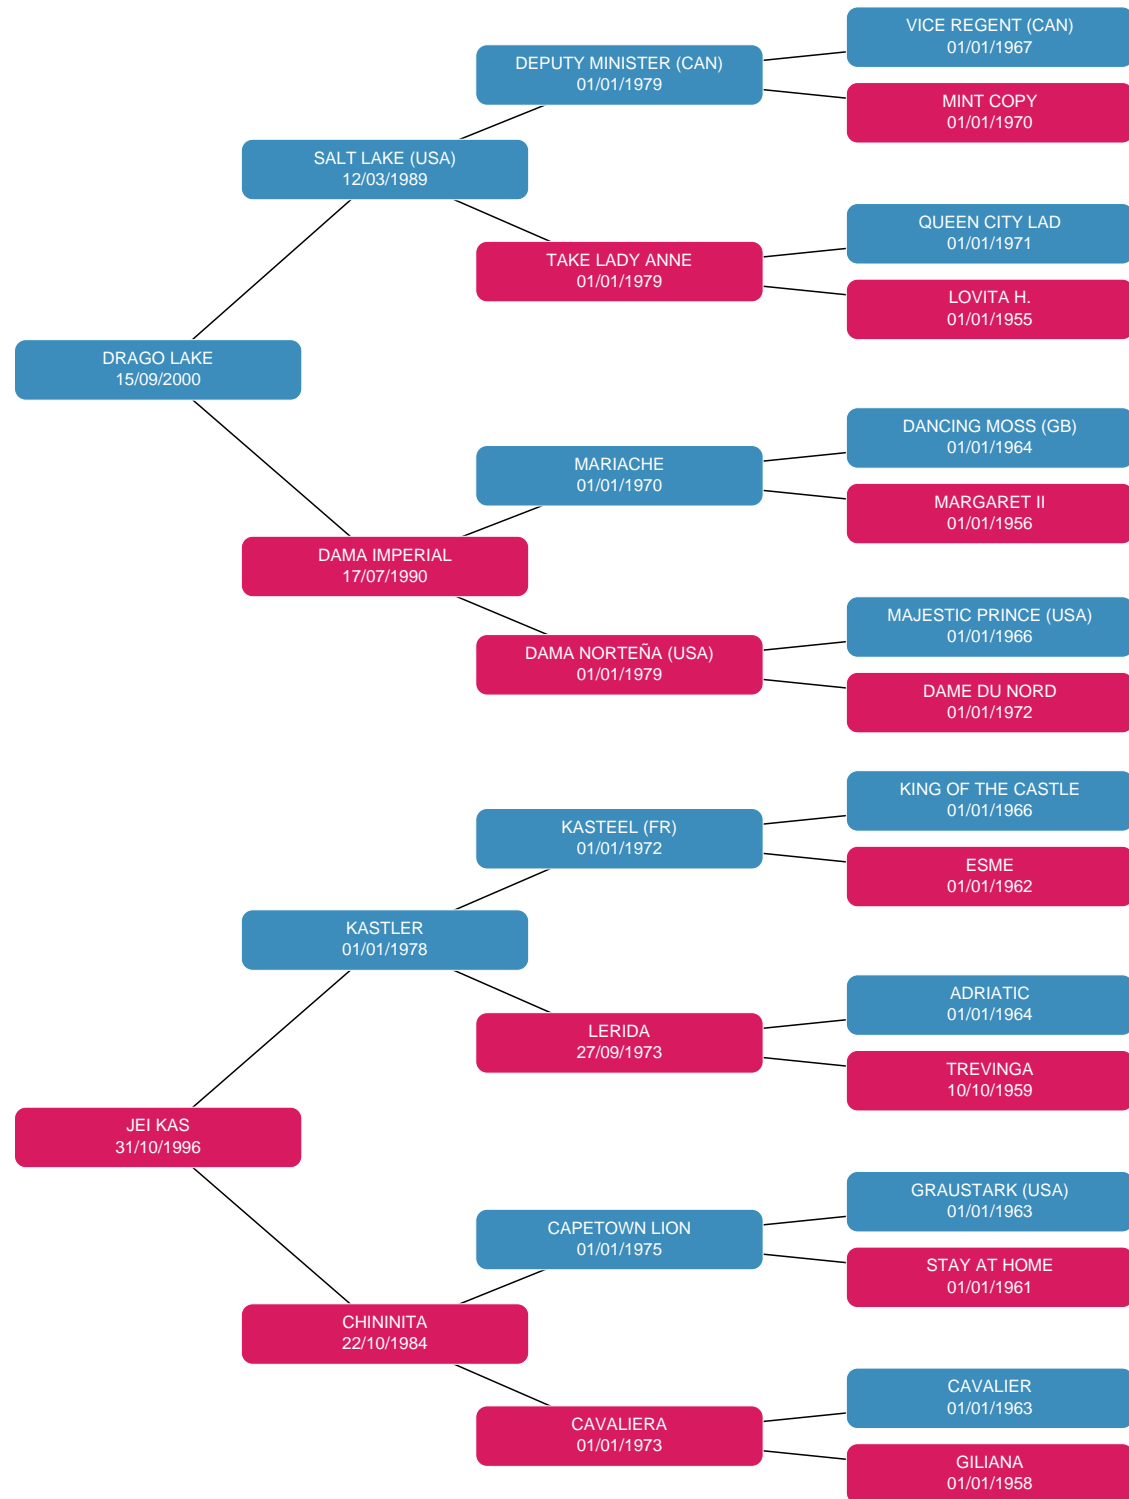 VICE REGENT (CAN)
01/01/1967
DEPUTY MINISTER (CAN)
01/01/1979
MINT COPY
01/01/1970
SALT LAKE (USA)
12/03/1989
QUEEN CITY LAD
01/01/1971
TAKE LADY ANNE
01/01/1979
LOVITA H.
01/01/1955
DRAGO LAKE
15/09/2000
DANCING MOSS (GB)
01/01/1964
MARIACHE
01/01/1970
MARGARET II
01/01/1956
DAMA IMPERIAL
17/07/1990
MAJESTIC PRINCE (USA)
01/01/1966
DAMA NORTEÑA (USA)
01/01/1979
DAME DU NORD
01/01/1972
KING OF THE CASTLE
01/01/1966
KASTEEL (FR)
01/01/1972
ESME
01/01/1962
KASTLER
01/01/1978
ADRIATIC
01/01/1964
LERIDA
27/09/1973
TREVINGA
10/10/1959
JEI KAS
31/10/1996
GRAUSTARK (USA)
01/01/1963
CAPETOWN LION
01/01/1975
STAY AT HOME
01/01/1961
CHININITA
22/10/1984
CAVALIER
01/01/1963
CAVALIERA
01/01/1973
GILIANA
01/01/1958